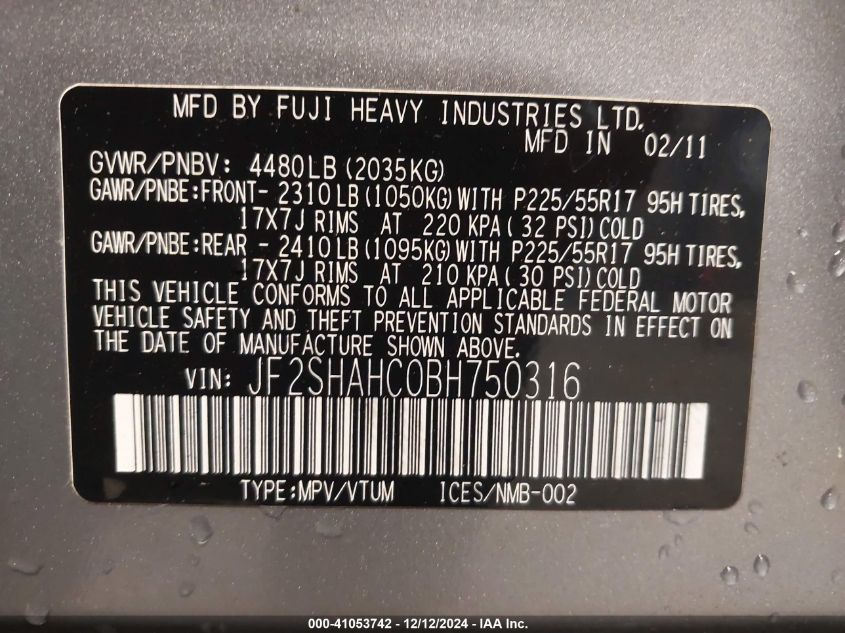 MFD BY FUJI HEAVY INDUSTRIES LTD.
MFD IN 02/11
GVWR/PNBV: 4480LB(2035KG)
GAWR/PNBE:FRONT- 2310LB(1050KG)WITH P225/55R17 95H TIRES,
17X7J RIMS AT 220 KPA( 32 PSI)COLD
GAWR/PNBE:REAR - 2410LB(1095KG)WITH P225/55R17 95H TIRES,
17X7J RIMS AT 210 KPA( 30 PSI)COLD
THIS VEHICLE CONFORMS TO ALL APPLICABLE FEDERAL MOTOR
VEHICLE SAFETY AND THEFT PREVENTION STANDARDS IN EFFECT ON
THE DATE OF MANUFACTURE SHOWN ABOVE.
VIN: JF2SHAHC0BH750316
TYPE:MPV/VTUM ICES/NMB-002
000-41053742 - 12/12/2024 - IAA Inc.